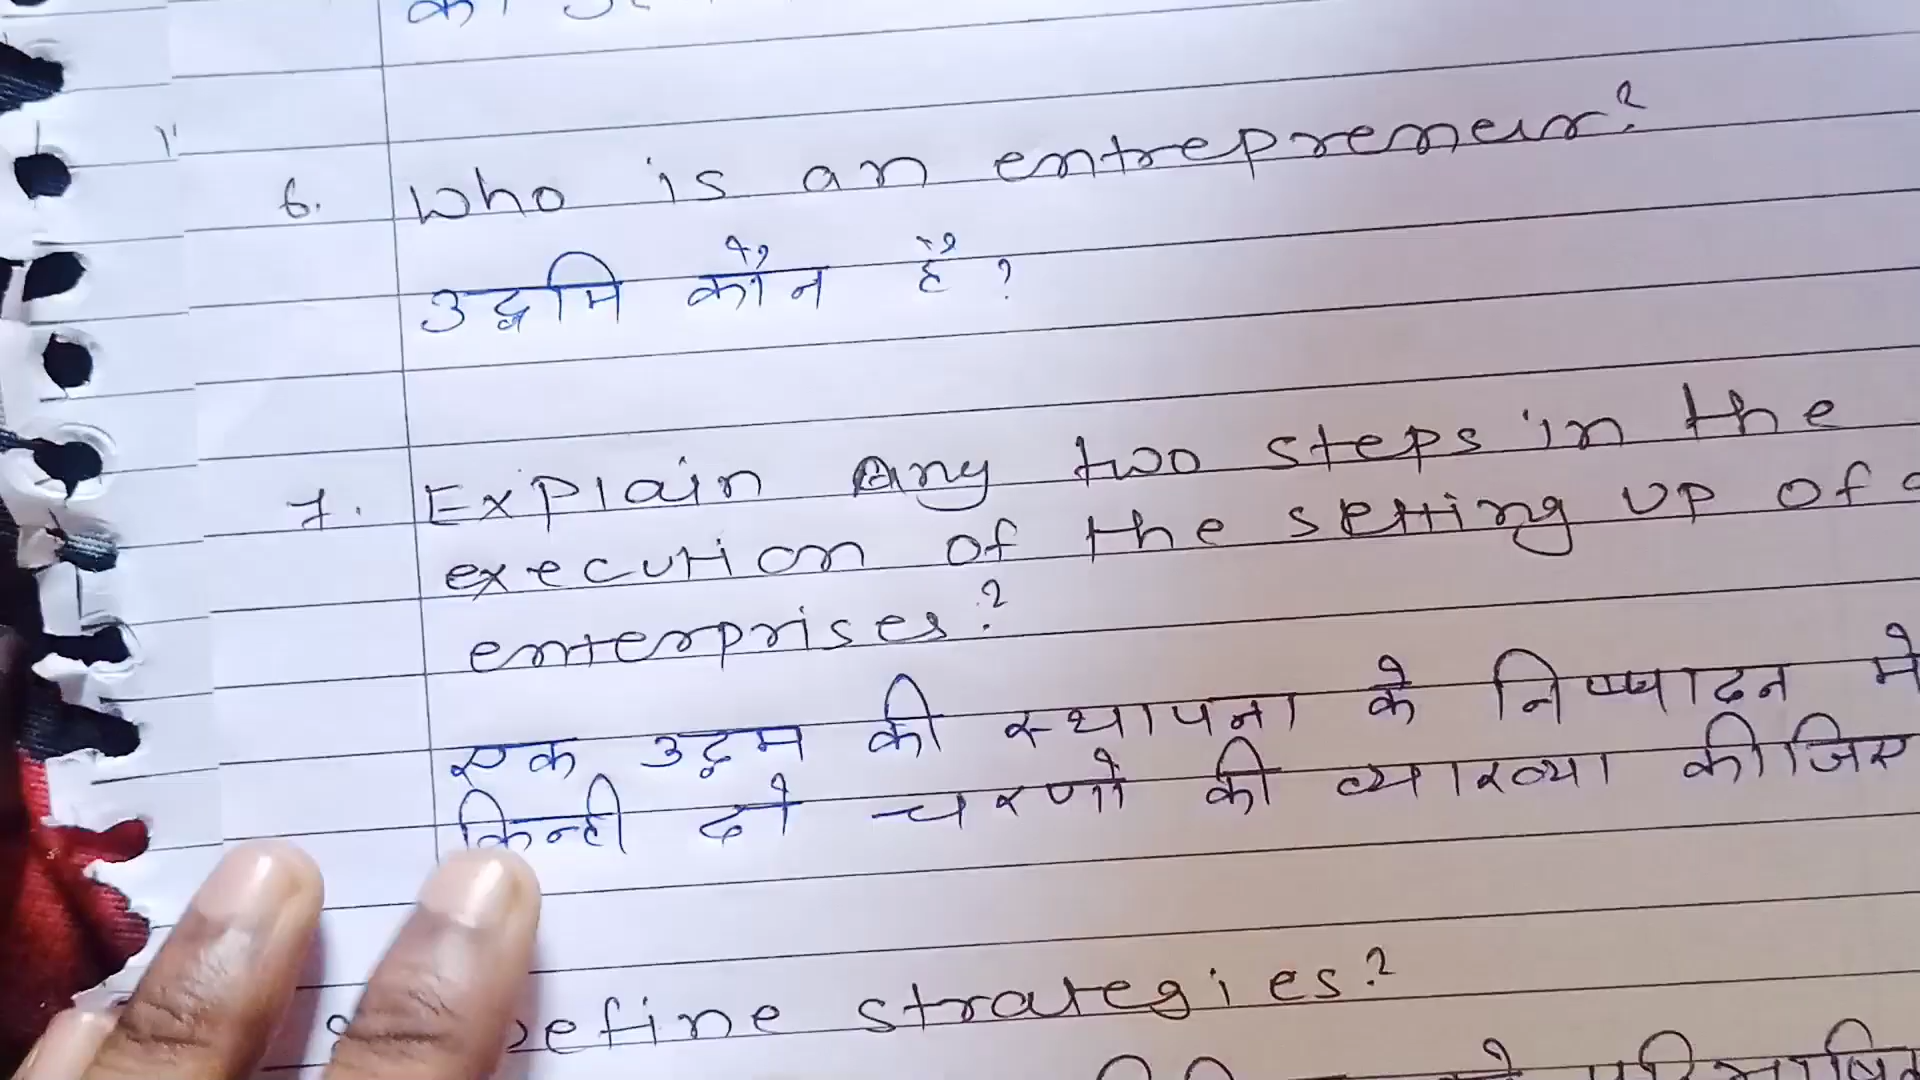 6. Who is an entrepreneur?
उद्यमि कौन है ?
7. Explain Any two steps in the
execution of the setting up of
enterprises?
एक उद्यम की स्थापना के निष्पादन में
किन्ही दो चरणो की व्याख्या कीजिए
efine strategies?